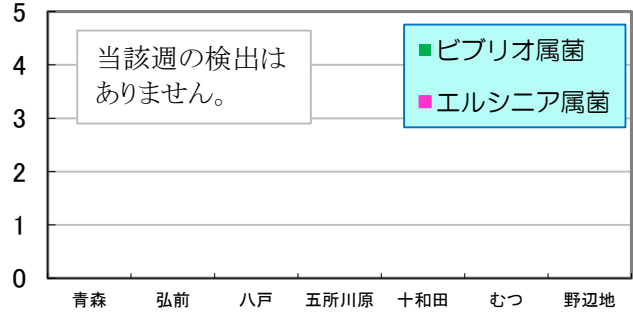 5
4
3
2
1
0
当該週の検出は
ありません。
ビブリオ属菌
エルシニア属菌
青森 弘前 八戸 五所川原 十和田 むつ 野辺地